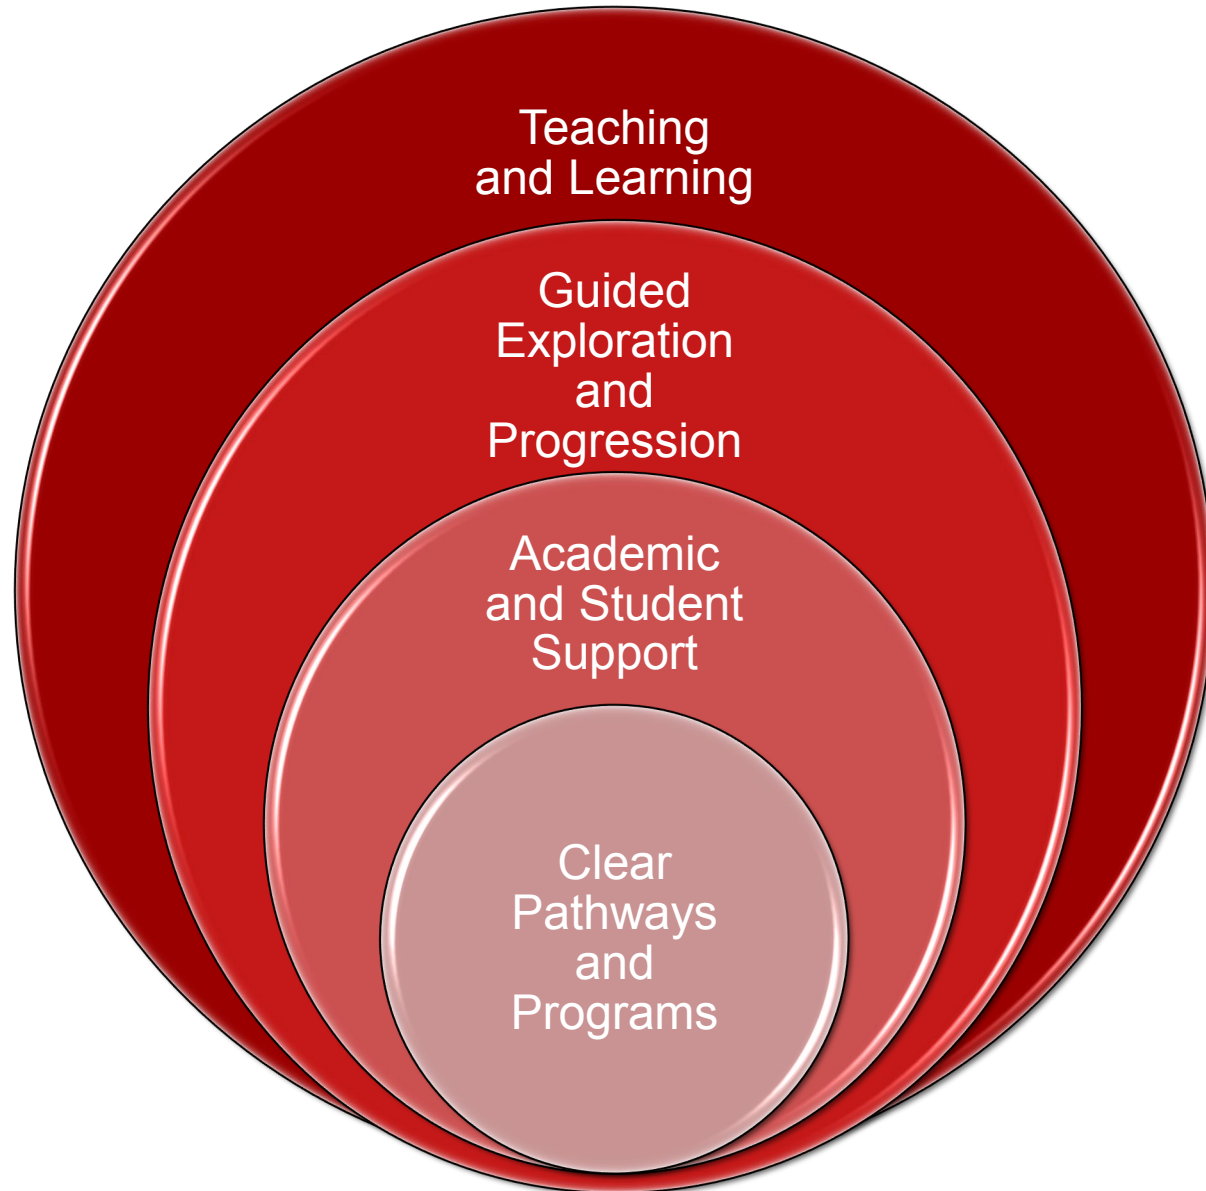 Teaching
and Learning
Guided
Exploration
and
Progression
Academic
and Student
Support
Clear
Pathways
and
Programs